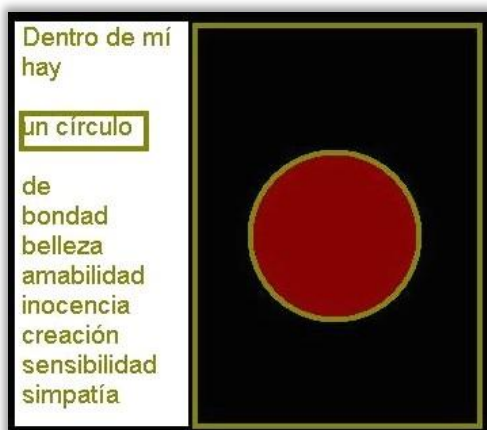 Dentro de mí
hay
un círculo
de
bondad
belleza
amabilidad
inocencia
creación
sensibilidad
simpatía